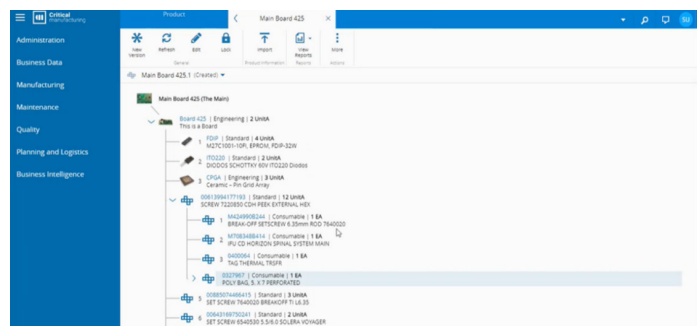 Critical
manufacturing
Product
Main Board 425
SU
Administration
Business Data
Manufacturing
Maintenance
Quality
Planning and Logistics
Business Intelligence
New Version
Refresh
Edit
Lock
Import
View Reports
More
General
Product Information
Reports
Actions
Main Board 425.1 (Created)
Main Board 425 (The Main)
Board 425 | Engineering | 2 UnitA
This is a Board
1 FDIP | Standard | 4 UnitA
M27C1001-10FI, EPROM, FDIP-32W
2 ITO220 | Standard | 2 UnitA
DIODOS SCHOTTKY 60V ITO220 Diodos
3 CPGA | Engineering | 3 UnitA
Ceramic - Pin Grid Array
00613994177193 | Standard | 12 UnitA
SCREW 7220850 CDH PEEK EXTERNAL HEX
1 M424990B244 | Consumable | 1 EA
BREAK-OFF SETSCREW 6.35mm ROD 7640020
2 M708348B414 | Consumable | 1 EA
IFU CD HORIZON SPINAL SYSTEM MAIN
3 0400064 | Consumable | 1 EA
TAG THERMAL TRSFR
0327967 | Consumable | 1 EA
POLY BAG, 5. X 7 PERFORATED
5 00885074466415 | Standard | 3 UnitA
SET SCREW 7640020 BREAKOFF TI L6.35
6 00643169750241 | Standard | 2 UnitA
SET SCREW 6540530 5.5/6.0 SOLERA VOYAGER